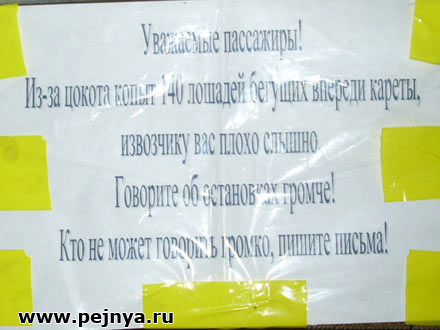 Уважаемые пассажиры!
Из-за цокота копыт 140 лошадей бегущих впереди кареты,
извозчику вас плохо слышно.
Говорите об остановках громче!
Кто не может говорить громко, пишите письма!
www.pejnya.ru